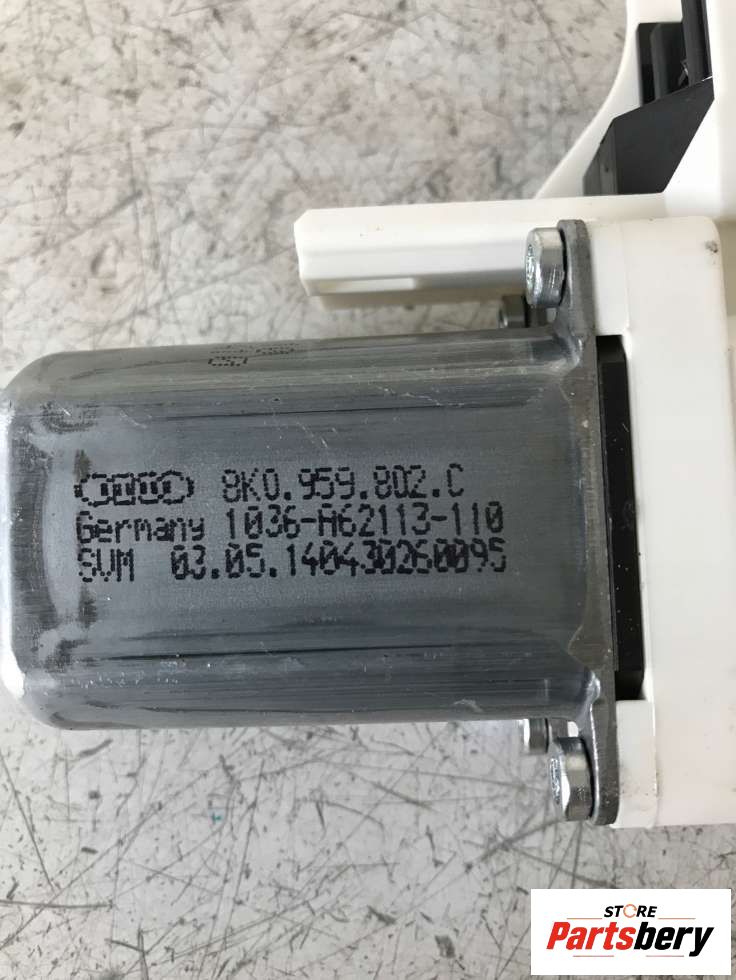 8K0.959.802.C
Germany 1036-A62113-110
SVM 03.05.140430260095
STORE
Partsbery